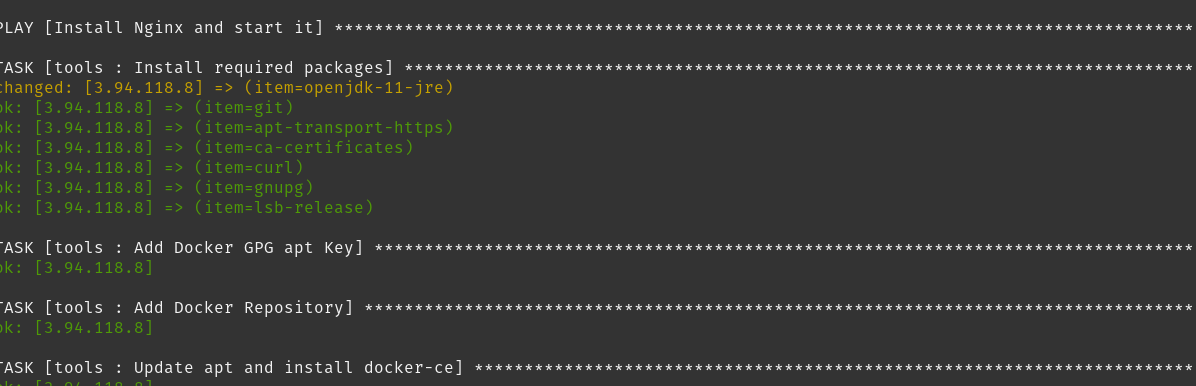 PLAY [Install Nginx and start it] **************************************************************************************
TASK [tools : Install required packages] *******************************************************************************
changed: [3.94.118.8] => (item=openjdk-11-jre)
ok: [3.94.118.8] => (item=git)
ok: [3.94.118.8] => (item=apt-transport-https)
ok: [3.94.118.8] => (item=ca-certificates)
ok: [3.94.118.8] => (item=curl)
ok: [3.94.118.8] => (item=gnupg)
ok: [3.94.118.8] => (item=lsb-release)
TASK [tools : Add Docker GPG apt Key] **********************************************************************************
ok: [3.94.118.8]
TASK [tools : Add Docker Repository] ***********************************************************************************
ok: [3.94.118.8]
TASK [tools : Update apt and install docker-ce] ************************************************************************
ok: [3.94.118.8]